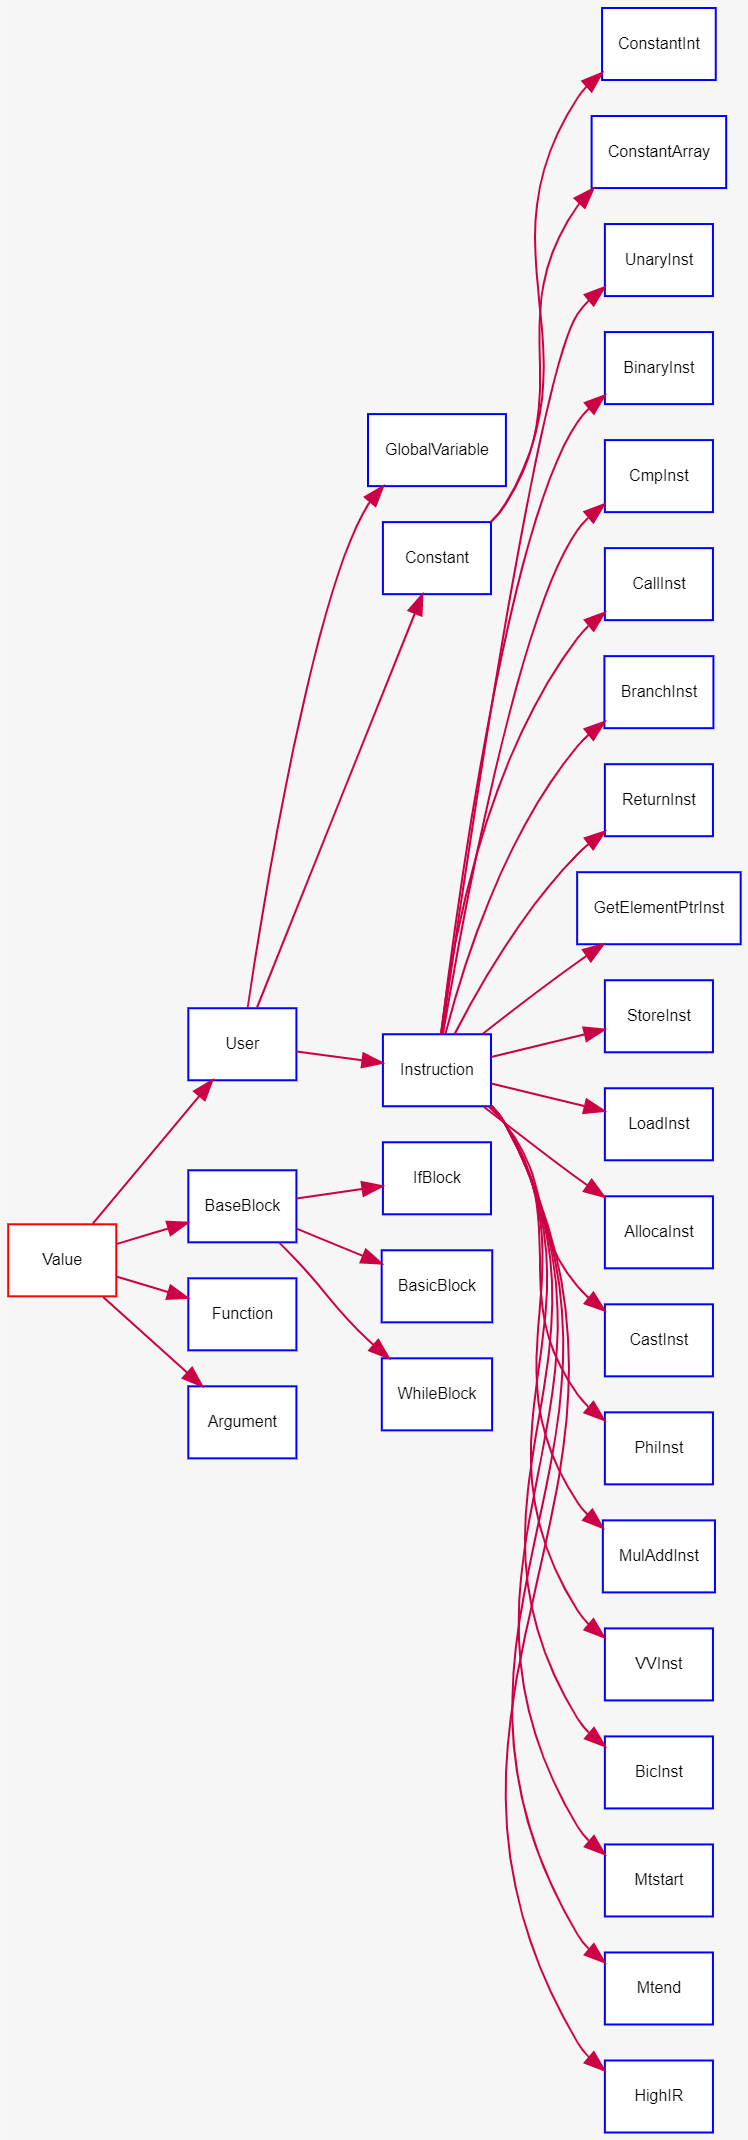 ConstantInt
ConstantArray
UnaryInst
BinaryInst
GlobalVariable
CmpInst
Constant
CallInst
BranchInst
ReturnInst
GetElementPtrInst
StoreInst
User
Instruction
LoadInst
IfBlock
BaseBlock
AllocaInst
Value
BasicBlock
Function
CastInst
WhileBlock
Argument
PhiInst
MulAddInst
VVInst
BicInst
Mtstart
Mtend
HighIR